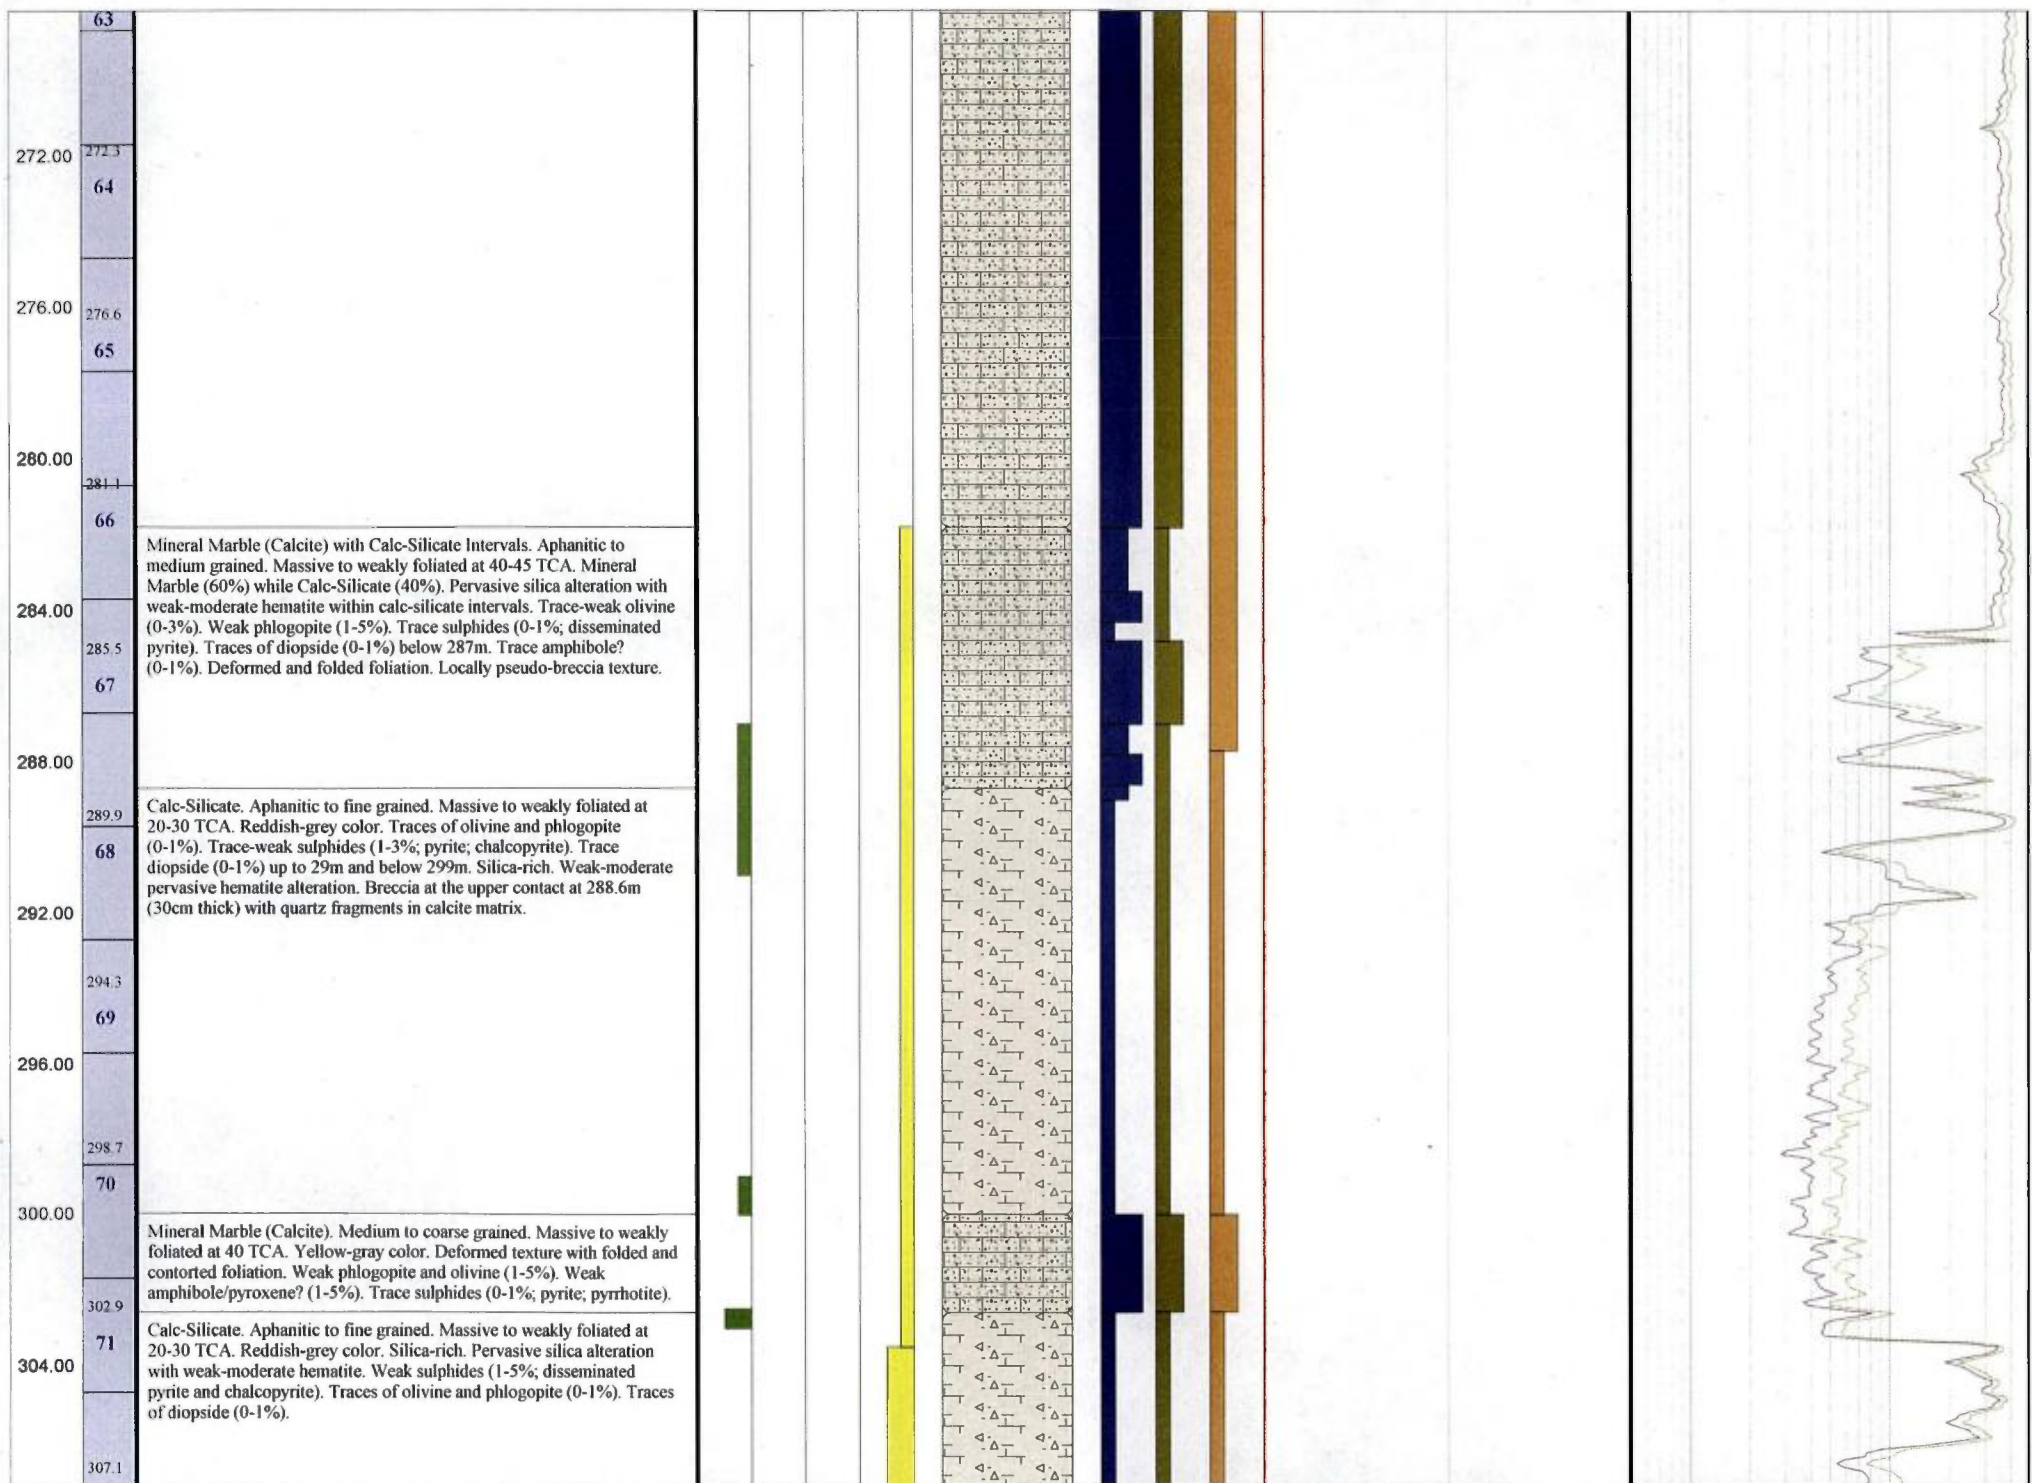 63
272.00
272.3
64
276.00
276.6
65
280.00
281.1
66
Mineral Marble (Calcite) with Calc-Silicate Intervals. Aphanitic to
medium grained. Massive to weakly foliated at 40-45 TCA. Mineral
Marble (60%) while Calc-Silicate (40%). Pervasive silica alteration with
weak-moderate hematite within calc-silicate intervals. Trace-weak olivine
(0-3%). Weak phlogopite (1-5%). Trace sulphides (0-1%; disseminated
pyrite). Traces of diopside (0-1%) below 287m. Trace amphibole?
(0-1%). Deformed and folded foliation. Locally pseudo-breccia texture.
284.00
285.5
67
288.00
Calc-Silicate. Aphanitic to fine grained. Massive to weakly foliated at
20-30 TCA. Reddish-grey color. Traces of olivine and phlogopite
(0-1%). Trace-weak sulphides (1-3%; pyrite; chalcopyrite). Trace
diopside (0-1%) up to 29m and below 299m. Silica-rich. Weak-moderate
pervasive hematite alteration. Breccia at the upper contact at 288.6m
(30cm thick) with quartz fragments in calcite matrix.
289.9
68
292.00
294.3
69
296.00
298.7
70
300.00
Mineral Marble (Calcite). Medium to coarse grained. Massive to weakly
foliated at 40 TCA. Yellow-gray color. Deformed texture with folded and
contorted foliation. Weak phlogopite and olivine (1-5%). Weak
amphibole/pyroxene? (1-5%). Trace sulphides (0-1%; pyrite; pyrrhotite).
302.9
71
Calc-Silicate. Aphanitic to fine grained. Massive to weakly foliated at
20-30 TCA. Reddish-grey color. Silica-rich. Pervasive silica alteration
with weak-moderate hematite. Weak sulphides (1-5%; disseminated
pyrite and chalcopyrite). Traces of olivine and phlogopite (0-1%). Traces
of diopside (0-1%).
304.00
307.1